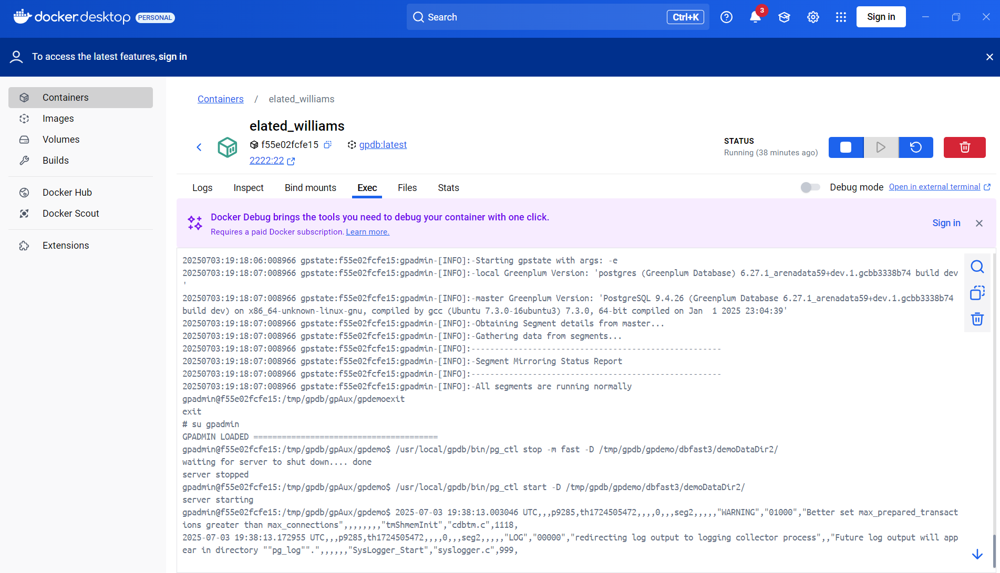 docker.desktop PERSONAL
Search
Ctrl+K
3
Sign in
To access the latest features, sign in
Containers
Images
Volumes
Builds
Docker Hub
Docker Scout
Extensions
Containers / elated_williams
elated_williams
f55e02fcfe15 gpdb:latest
2222:22
STATUS
Running (38 minutes ago)
Logs Inspect Bind mounts Exec Files Stats
Debug mode Open in external terminal
Docker Debug brings the tools you need to debug your container with one click.
Requires a paid Docker subscription. Learn more.
Sign in
20250703:19:18:06:008966 gpstate:f55e02fcfe15:gpadmin-[INFO]:-Starting gpstate with args: -e
20250703:19:18:07:008966 gpstate:f55e02fcfe15:gpadmin-[INFO]:-local Greenplum Version: 'postgres (Greenplum Database) 6.27.1_arenadata59+dev.1.gcbb3338b74 build dev
'
20250703:19:18:07:008966 gpstate:f55e02fcfe15:gpadmin-[INFO]:-master Greenplum Version: 'PostgreSQL 9.4.26 (Greenplum Database 6.27.1_arenadata59+dev.1.gcbb3338b74
build dev) on x86_64-unknown-linux-gnu, compiled by gcc (Ubuntu 7.3.0-16ubuntu3) 7.3.0, 64-bit compiled on Jan  1 2025 23:04:39'
20250703:19:18:07:008966 gpstate:f55e02fcfe15:gpadmin-[INFO]:-Obtaining Segment details from master...
20250703:19:18:07:008966 gpstate:f55e02fcfe15:gpadmin-[INFO]:-Gathering data from segments...
20250703:19:18:07:008966 gpstate:f55e02fcfe15:gpadmin-[INFO]:-----------------------------------------------------
20250703:19:18:07:008966 gpstate:f55e02fcfe15:gpadmin-[INFO]:-Segment Mirroring Status Report
20250703:19:18:07:008966 gpstate:f55e02fcfe15:gpadmin-[INFO]:-----------------------------------------------------
20250703:19:18:07:008966 gpstate:f55e02fcfe15:gpadmin-[INFO]:-All segments are running normally
gpadmin@f55e02fcfe15:/tmp/gpdb/gpAux/gpdemoexit
exit
# su gpadmin
GPADMIN LOADED =======================================
gpadmin@f55e02fcfe15:/tmp/gpdb/gpAux/gpdemo$ /usr/local/gpdb/bin/pg_ctl stop -m fast -D /tmp/gpdb/gpdemo/dbfast3/demoDataDir2/
waiting for server to shut down.... done
server stopped
gpadmin@f55e02fcfe15:/tmp/gpdb/gpAux/gpdemo$ /usr/local/gpdb/bin/pg_ctl start -D /tmp/gpdb/gpdemo/dbfast3/demoDataDir2/
server starting
gpadmin@f55e02fcfe15:/tmp/gpdb/gpAux/gpdemo$ 2025-07-03 19:38:13.003046 UTC,,,p9285,th1724505472,,,,0,,,seg2,,,,,"WARNING","01000","Better set max_prepared_transact
ions greater than max_connections",,,,,,,,"tmShmemInit","cdbtm.c",1118,
2025-07-03 19:38:13.172955 UTC,,,p9285,th1724505472,,,,0,,,seg2,,,,,"LOG","00000","redirecting log output to logging collector process",,"Future log output will app
ear in directory ""pg_log"".",,,,,,"SysLogger_Start","syslogger.c",999,